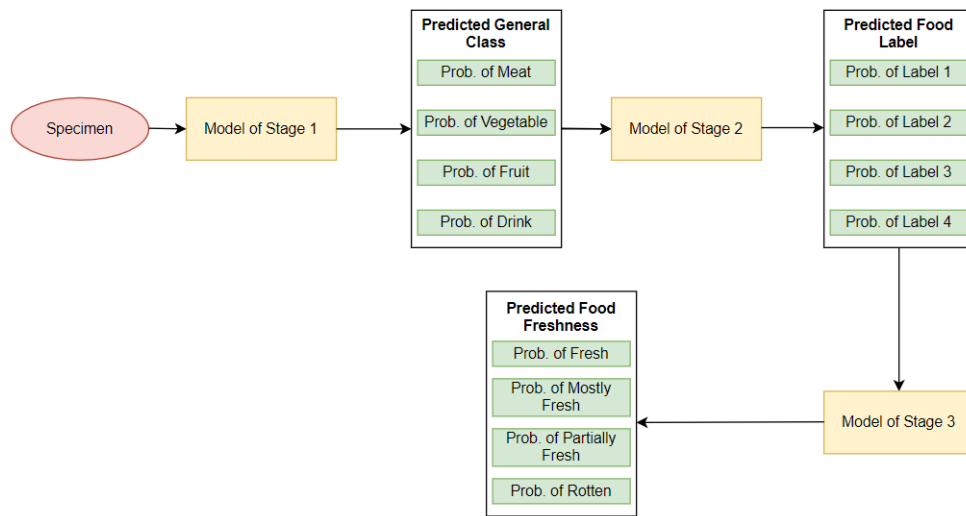 Specimen
Model of Stage 1
Predicted General
Class
Prob. of Meat
Prob. of Vegetable
Prob. of Fruit
Prob. of Drink
Model of Stage 2
Predicted Food
Label
Prob. of Label 1
Prob. of Label 2
Prob. of Label 3
Prob. of Label 4
Model of Stage 3
Predicted Food
Freshness
Prob. of Fresh
Prob. of Mostly
Fresh
Prob. of Partially
Fresh
Prob. of Rotten